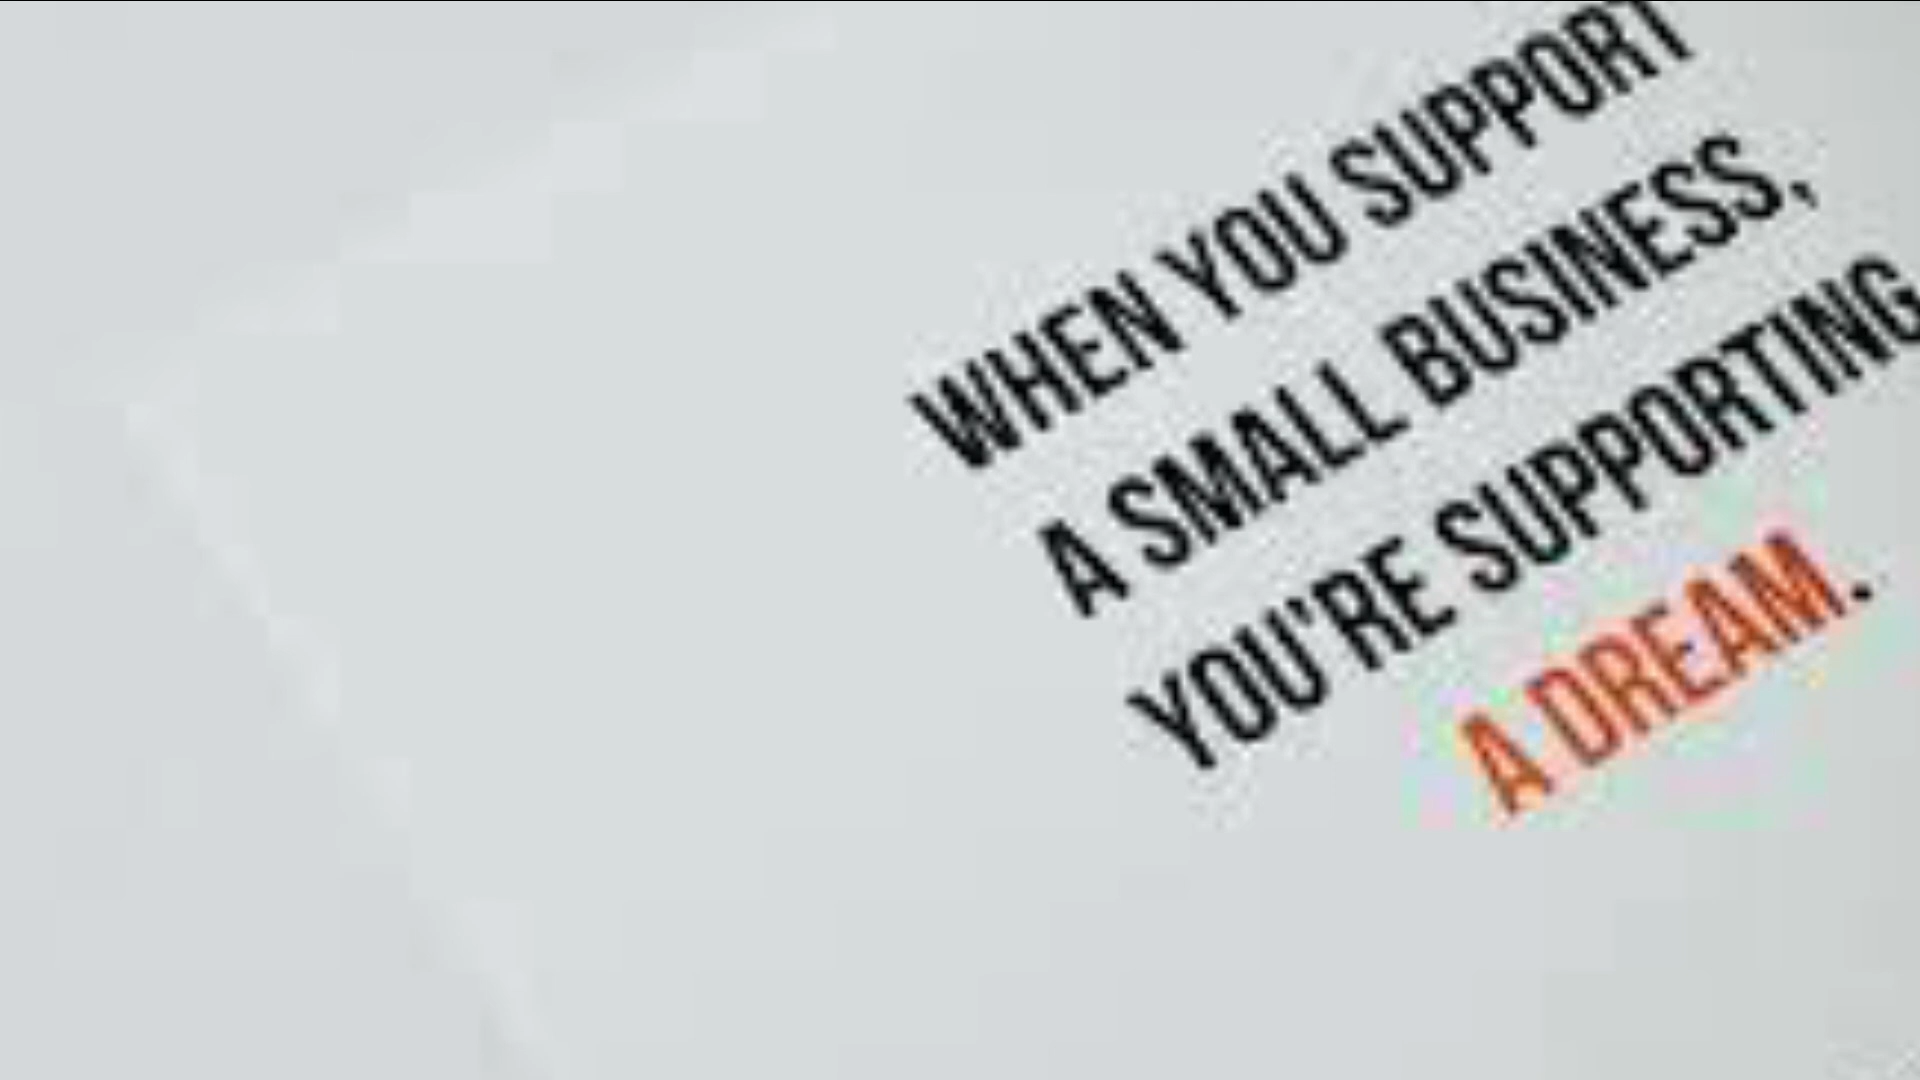 WHEN YOU SUPPORT
A SMALL BUSINESS,
YOU'RE SUPPORTING
A DREAM.